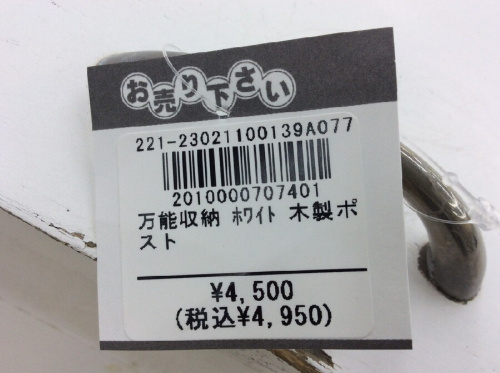 お売り下さい
221-23021100139A077
2010000707401
万能収納 ﾎﾜｲﾄ 木製ポ
スト
¥4,500
(税込¥4,950)